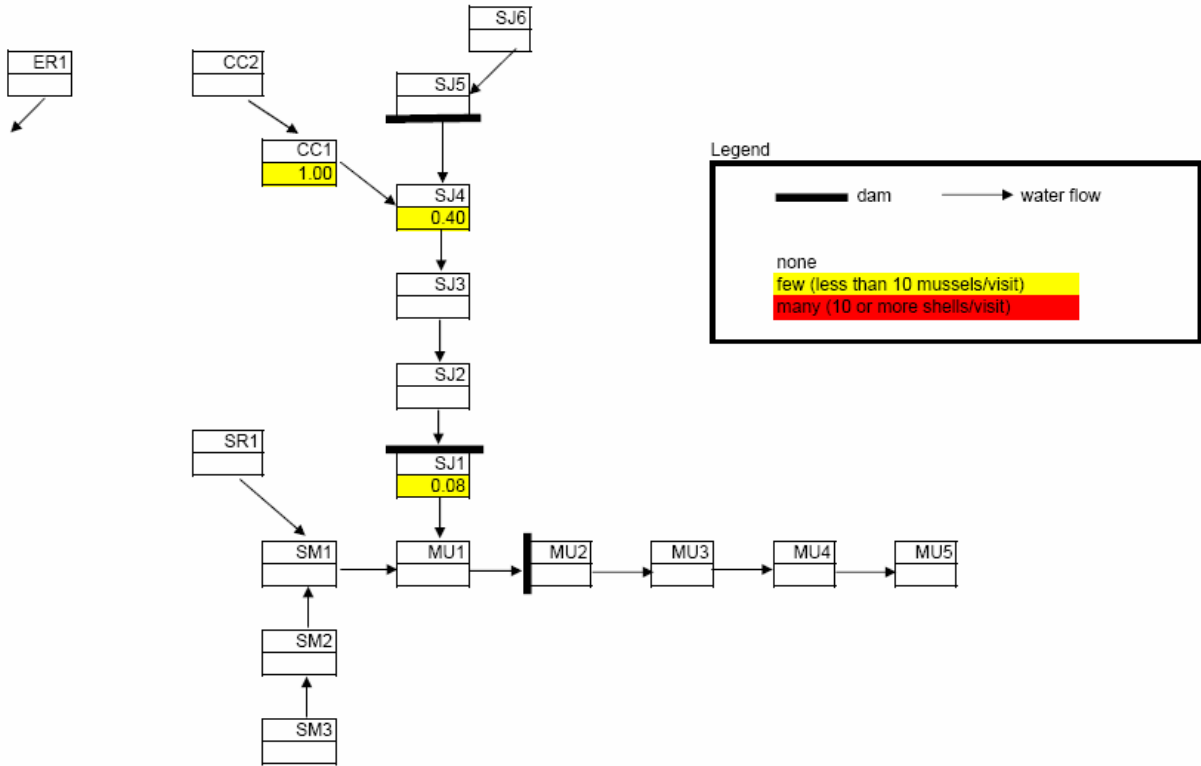 SJ6
ER1
CC2
SJ5
CC1
1.00
SJ4
0.40
SJ3
SJ2
SR1
SJ1
0.08
SM1
MU1
MU2
MU3
MU4
MU5
SM2
SM3
Legend
dam
water flow
none
few (less than 10 mussels/visit)
many (10 or more shells/visit)